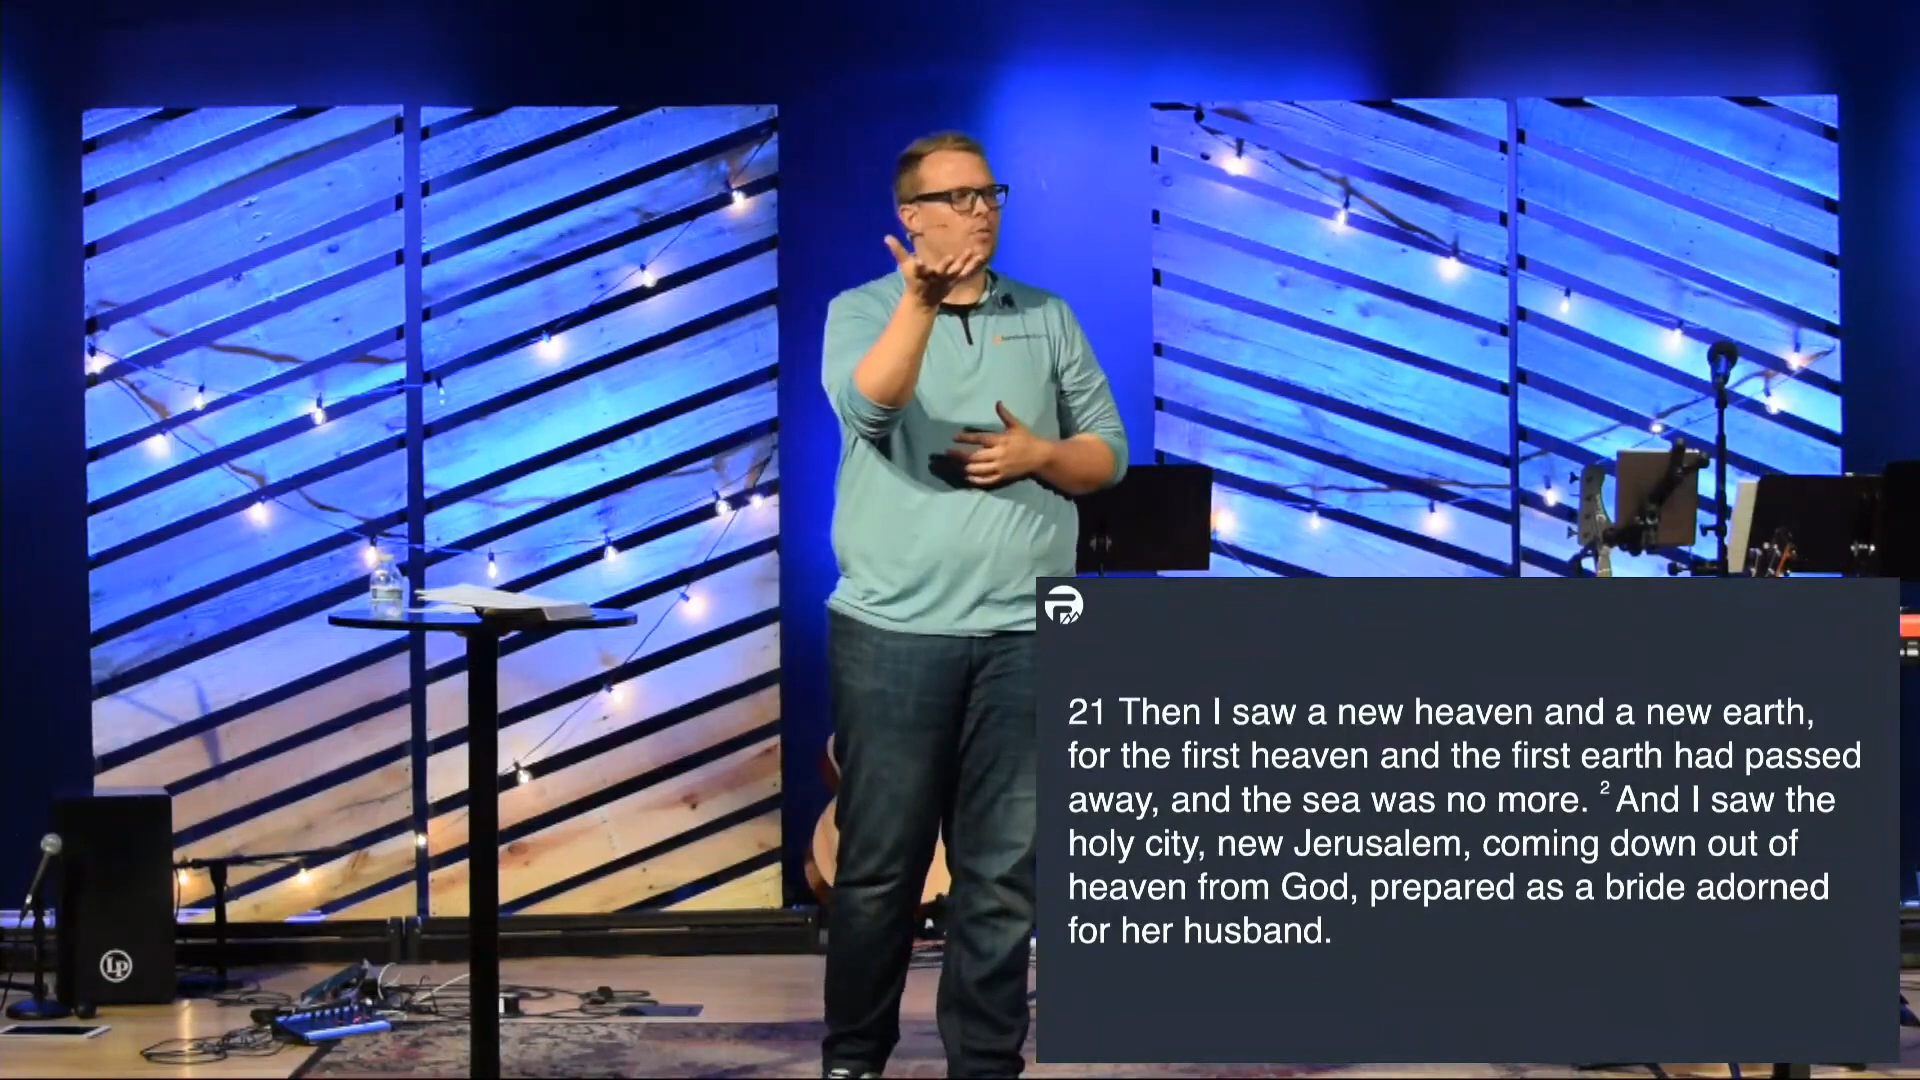 21 Then I saw a new heaven and a new earth,
for the first heaven and the first earth had passed
away, and the sea was no more. ²And I saw the
holy city, new Jerusalem, coming down out of
heaven from God, prepared as a bride adorned
for her husband.
LP